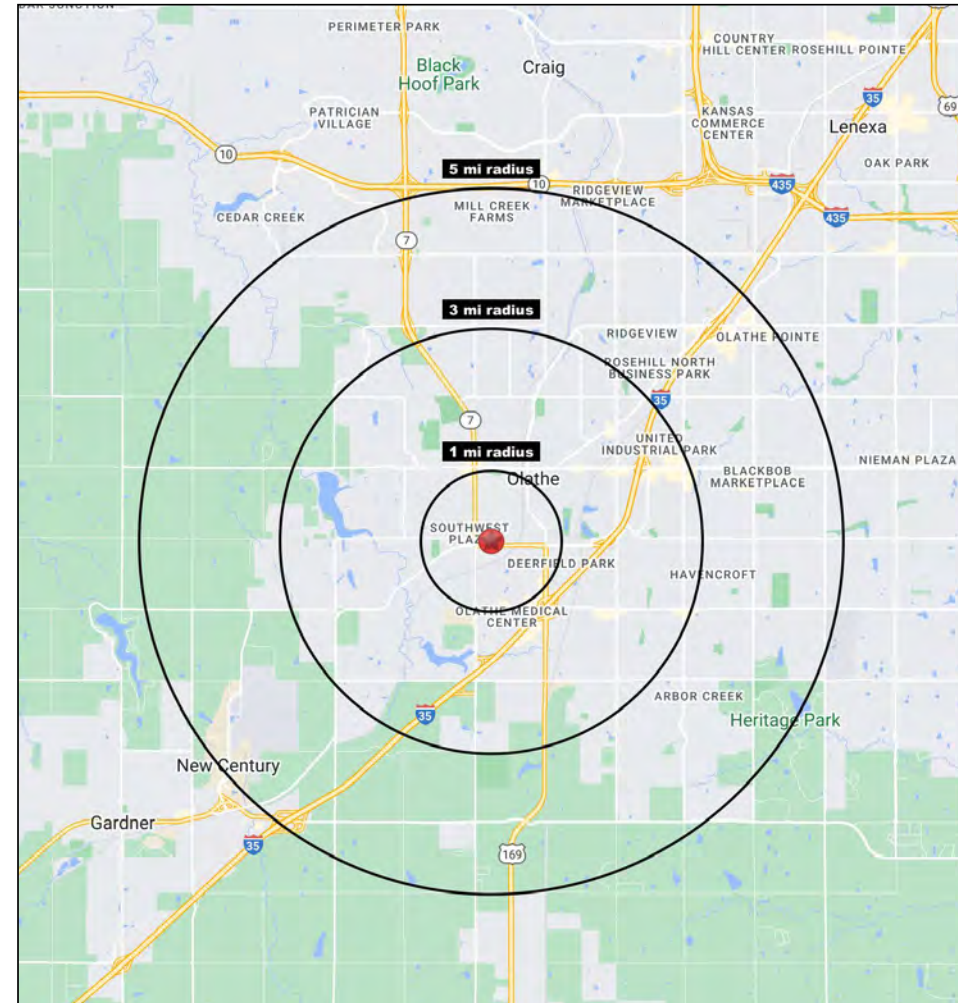 PERIMETER PARK
COUNTRY
HILL CENTER
ROSEHILL POINTE
Black
Hoof Park
Craig
35
69
PATRICIAN
VILLAGE
KANSAS
COMMERCE
CENTER
Lenexa
10
OAK PARK
5 mi radius
10
435
RIDGEVIEW
MARKETPLACE
CEDAR CREEK
MILL CREEK
FARMS
435
7
3 mi radius
RIDGEVIEW
OLATHE POINTE
ROSEHILL NORTH
BUSINESS PARK
35
7
1 mi radius
UNITED
INDUSTRIAL PARK
NIEMAN PLAZA
Olathe
BLACKBOB
MARKETPLACE
SOUTHWEST
DEERFIELD PARK
HAVENCROFT
OLATHE MEDICAL
CENTER
ARBOR CREEK
35
Heritage Park
New Century
Gardner
35
169